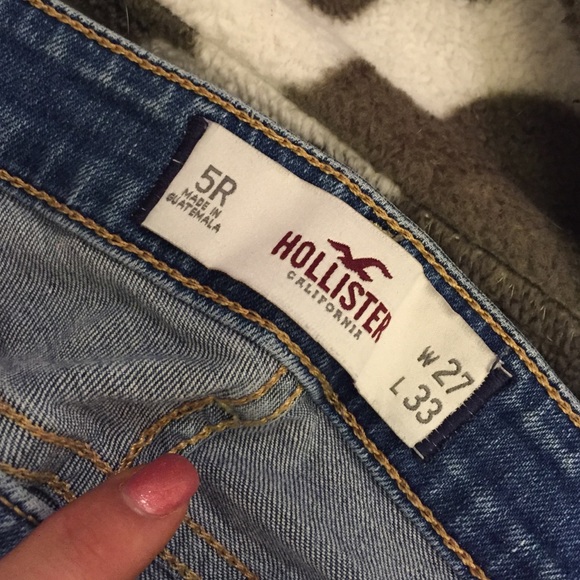 5R
MADE IN
GUATEMALA
HOLLISTER
CALIFORNIA
W 27
L 33